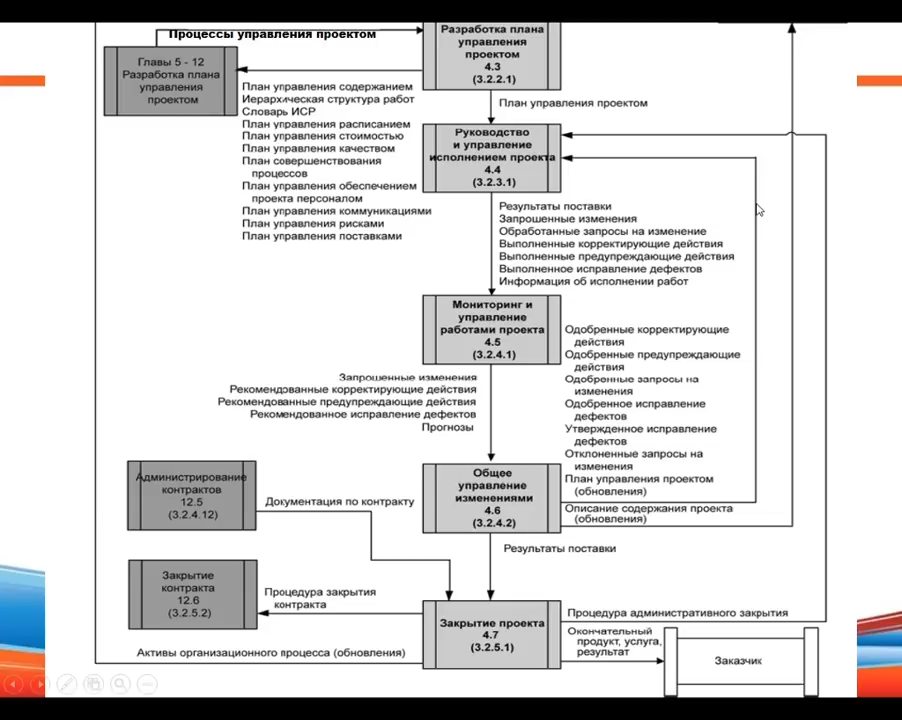 Процессы управления проектом
Главы 5 - 12
Разработка плана
управления
проектом
Разработка плана
управления
проектом
4.3
(3.2.2.1)
План управления содержанием
Иерархическая структура работ
Словарь ИСР
План управления расписанием
План управления стоимостью
План управления качеством
План совершенствования
процессов
План управления обеспечением
проекта персоналом
План управления коммуникациями
План управления рисками
План управления поставками
План управления проектом
Руководство
и управление
исполнением проекта
4.4
(3.2.3.1)
Результаты поставки
Запрошенные изменения
Обработанные запросы на изменение
Выполненные корректирующие действия
Выполненные предупреждающие действия
Выполненное исправление дефектов
Информация об исполнении работ
Мониторинг и
управление
работами проекта
4.5
(3.2.4.1)
Запрошенные изменения
Рекомендованные корректирующие действия
Рекомендованные предупреждающие действия
Рекомендованное исправление дефектов
Прогнозы
Одобренные корректирующие
действия
Одобренные предупреждающие
действия
Одобренные запросы на
изменения
Одобренное исправление
дефектов
Утвержденное исправление
дефектов
Отклоненные запросы на
изменения
План управления проектом
(обновления)
Описание содержания проекта
(обновления)
Общее
управление
изменениями
4.6
(3.2.4.2)
Администрирование
контрактов
12.5
(3.2.4.12)
Документация по контракту
Результаты поставки
Закрытие
контракта
12.6
(3.2.5.2)
Процедура закрытия
контракта
Закрытие проекта
4.7
(3.2.5.1)
Процедура административного закрытия
Окончательный
продукт, услуга,
результат
Заказчик
Активы организационного процесса (обновления)